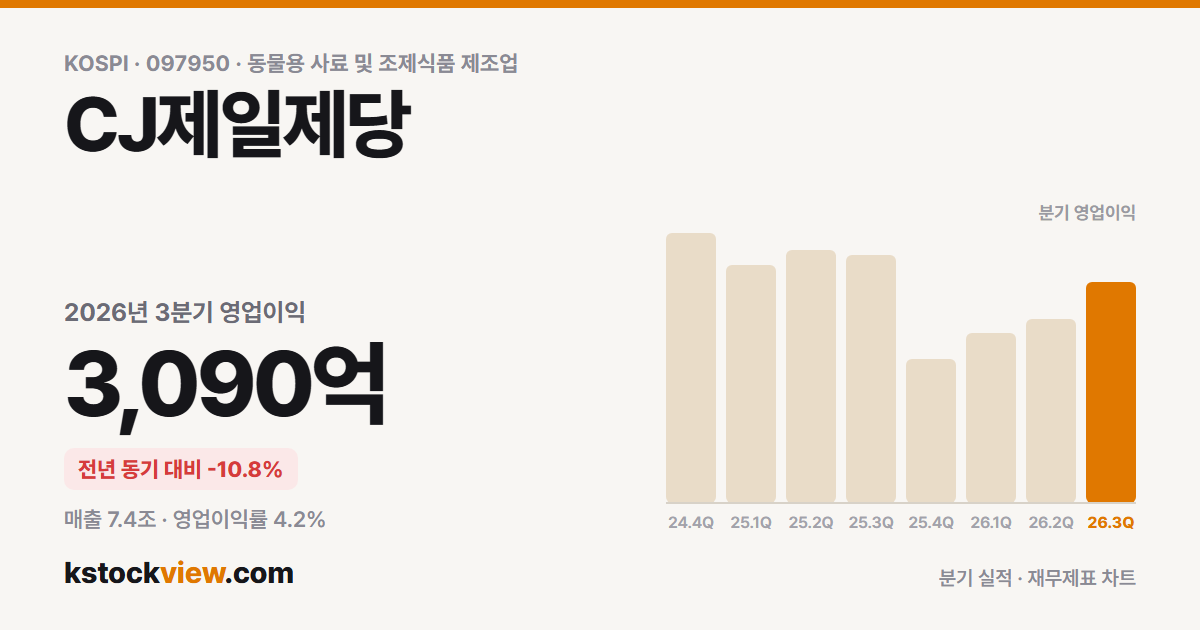 KOSPI · 097950 · 동물용 사료 및 조제식품 제조업
CJ제일제당
분기 영업이익
2026년 3분기 영업이익
3,090억
전년 동기 대비 -10.8%
매출 7.4조 · 영업이익률 4.2%
24.4Q 25.1Q 25.2Q 25.3Q 25.4Q 26.1Q 26.2Q 26.3Q
kstockview.com
분기 실적 · 재무제표 차트